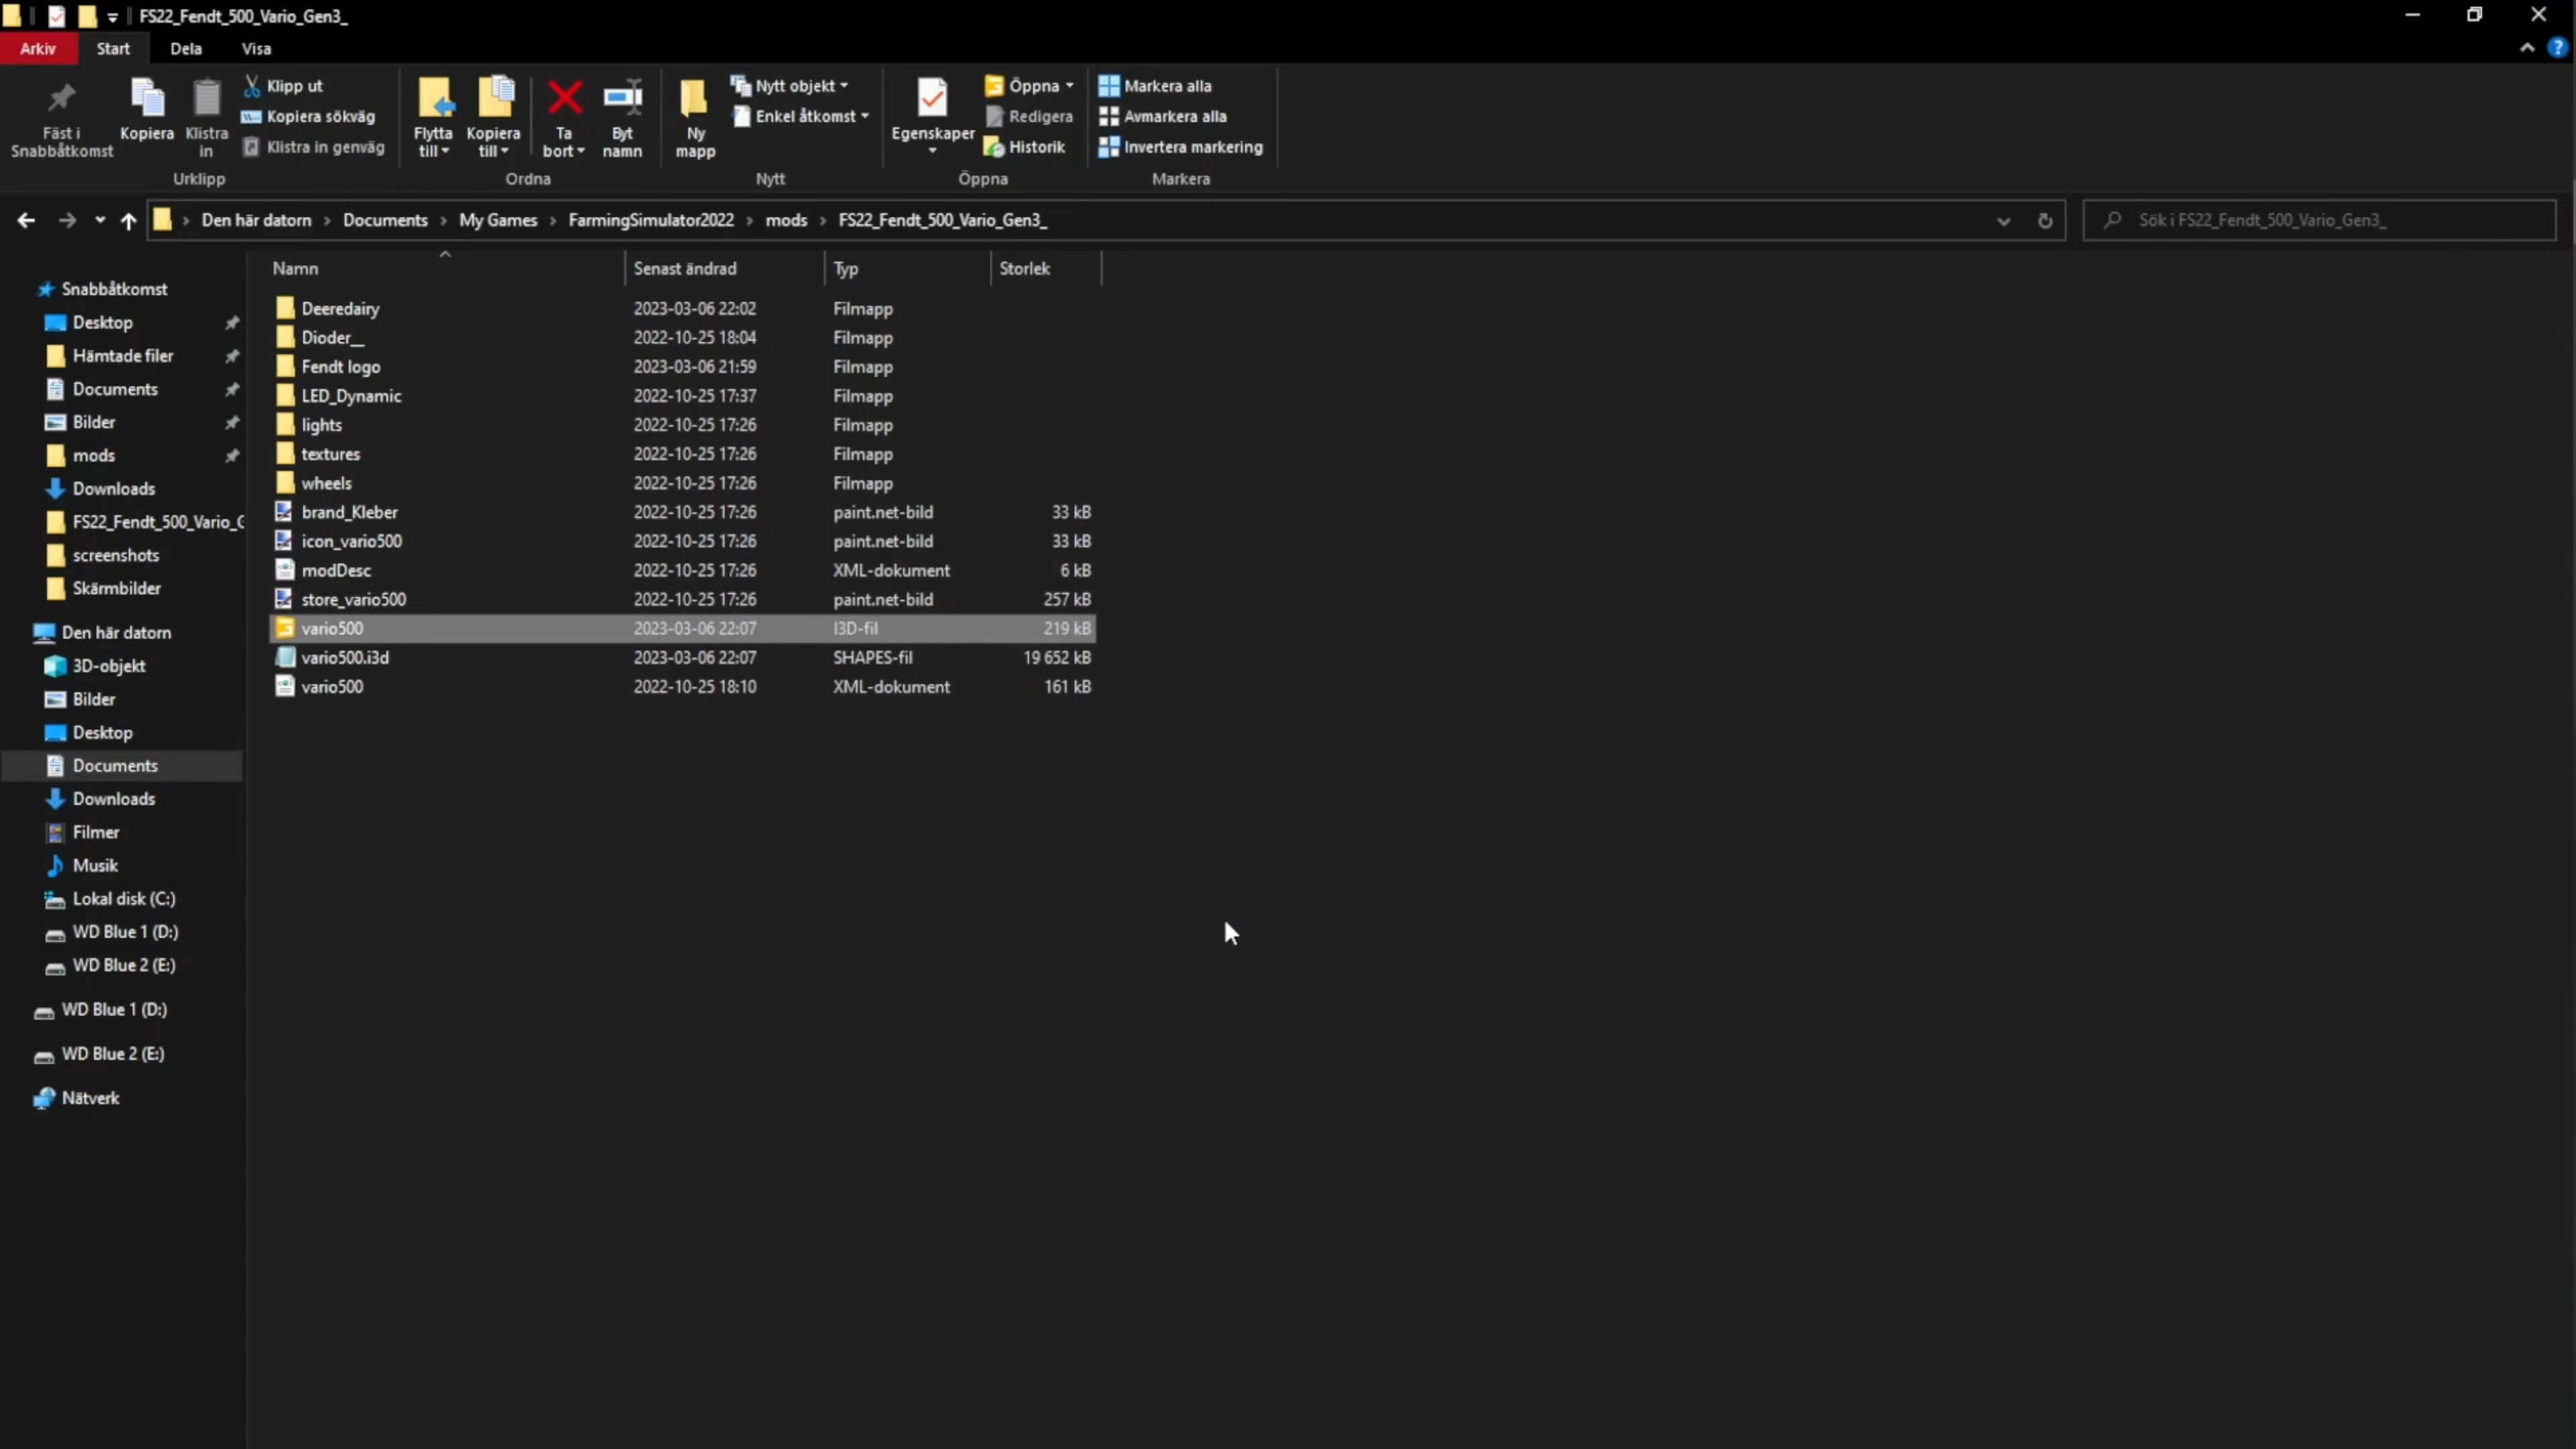 FS22_Fendt_500_Vario_Gen3_
Arkiv Start Dela Visa
Fäst i Snabbåtkomst
Kopiera
Klistra in
Klipp ut
Kopiera sökväg
Klistra in genväg
Urklipp
Flytta till
Kopiera till
Ta bort
Byt namn
Ordna
Ny mapp
Nytt objekt
Enkel åtkomst
Nytt
Egenskaper
Öppna
Redigera
Historik
Öppna
Markera alla
Avmarkera alla
Invertera markering
Markera
Den här datorn Documents My Games FarmingSimulator2022 mods FS22_Fendt_500_Vario_Gen3_
Sök i FS22_Fendt_500_Vario_Gen3_
Snabbåtkomst
Desktop
Hämtade filer
Documents
Bilder
mods
Downloads
FS22_Fendt_500_Vario_G
screenshots
Skärmbilder
Den här datorn
3D-objekt
Bilder
Desktop
Documents
Downloads
Filmer
Musik
Lokal disk (C:)
WD Blue 1 (D:)
WD Blue 2 (E:)
WD Blue 1 (D:)
WD Blue 2 (E:)
Nätverk
Namn Senast ändrad Typ Storlek
Deeredairy 2023-03-06 22:02 Filmapp
Dioder__ 2022-10-25 18:04 Filmapp
Fendt logo 2023-03-06 21:59 Filmapp
LED_Dynamic 2022-10-25 17:37 Filmapp
lights 2022-10-25 17:26 Filmapp
textures 2022-10-25 17:26 Filmapp
wheels 2022-10-25 17:26 Filmapp
brand_Kleber 2022-10-25 17:26 paint.net-bild 33 kB
icon_vario500 2022-10-25 17:26 paint.net-bild 33 kB
modDesc 2022-10-25 17:26 XML-dokument 6 kB
store_vario500 2022-10-25 17:26 paint.net-bild 257 kB
vario500 2023-03-06 22:07 I3D-fil 219 kB
vario500.i3d 2023-03-06 22:07 SHAPES-fil 19 652 kB
vario500 2022-10-25 18:10 XML-dokument 161 kB